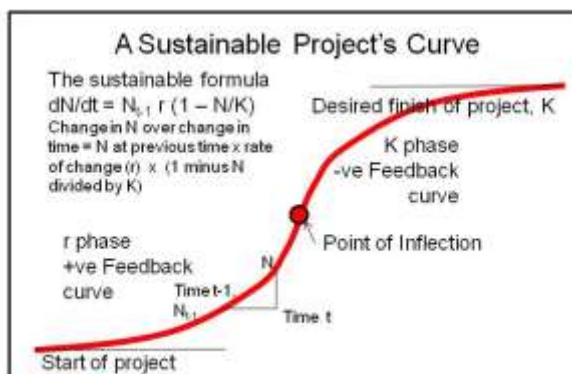 A Sustainable Project's Curve
The sustainable formula
dN/dt = Nt-1 r (1 – N/K)
Change in N over change in
time = N at previous time x rate
of change (r) x (1 minus N
divided by K)
Desired finish of project, K
K phase
-ve Feedback
curve
Point of Inflection
r phase
+ve Feedback
curve
N
Time t-1
Nt-1
Time t
Start of project